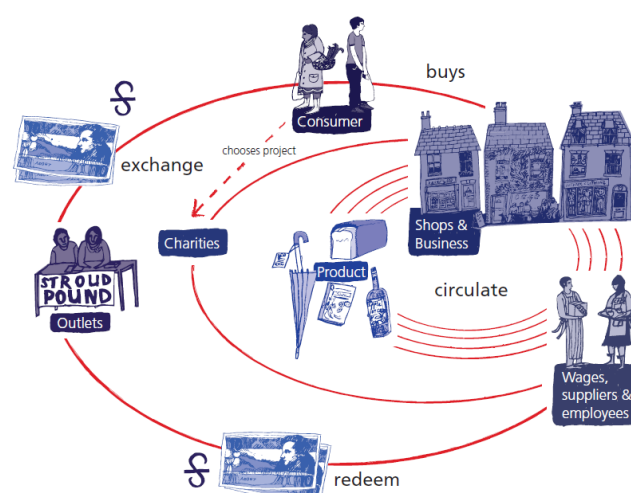 buys
Consumer
exchange
chooses project
Charities
Shops &
Business
Product
STROUD
POUND
Outlets
circulate
Wages,
suppliers &
employees
redeem